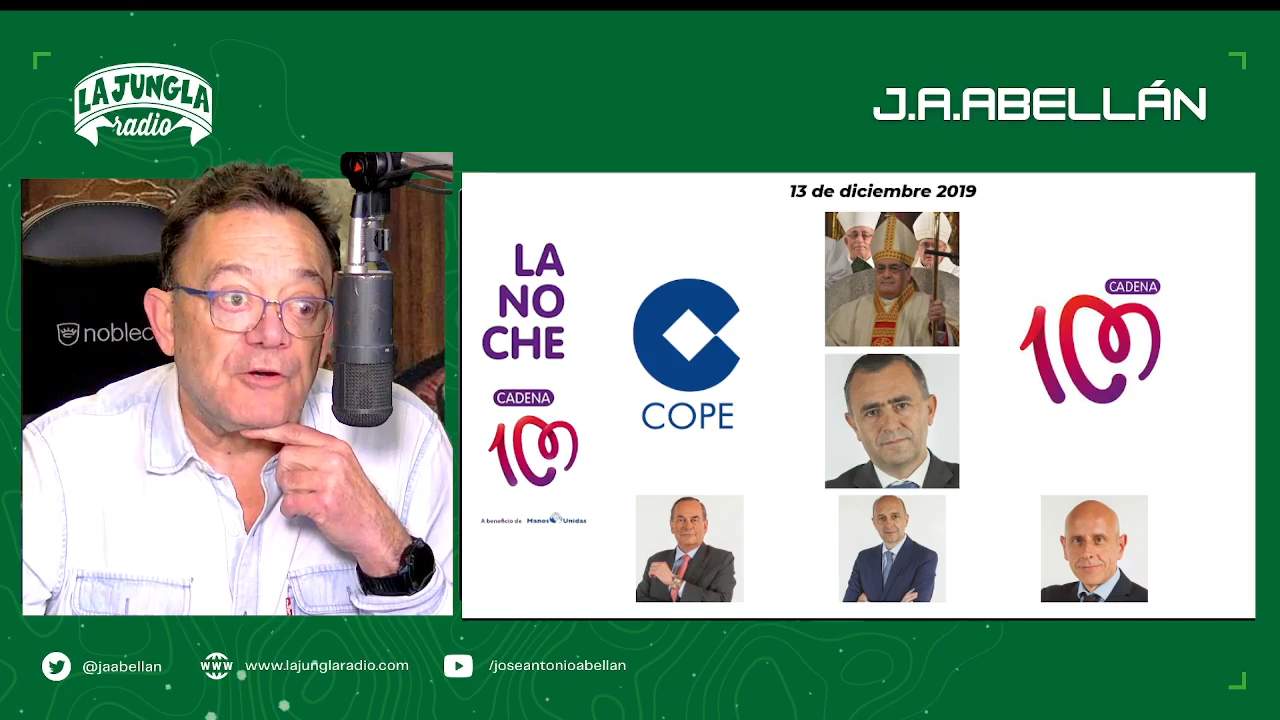 LA JUNGLA
radio
J.A.ABELLÁN
noblec
13 de diciembre 2019
LA
NO
CHE
CADENA
100
A beneficio de Manos Unidas
COPE
CADENA
100
@jaabellan
www
www.lajunglaradio.com
/joseantonioabellan